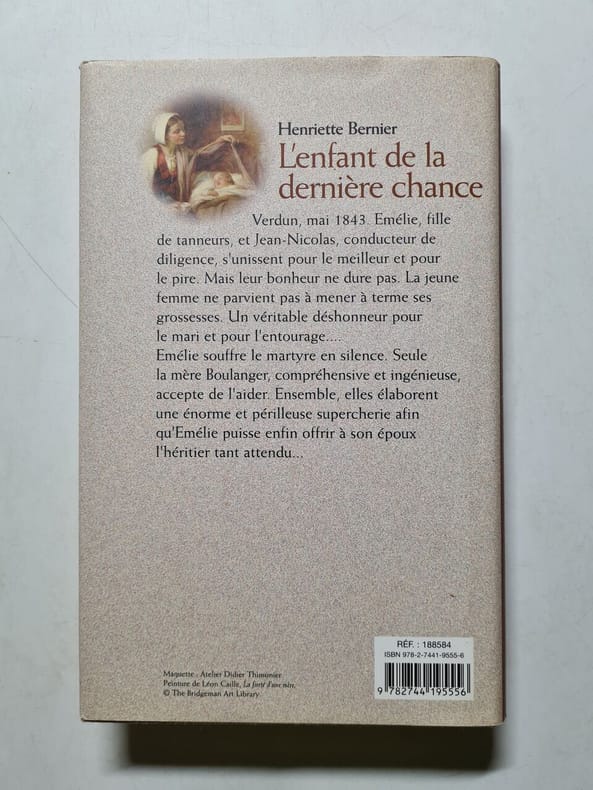 Henriette Bernier
L'enfant de la
dernière chance
Verdun, mai 1843. Emélie, fille
de tanneurs, et Jean-Nicolas, conducteur de
diligence, s'unissent pour le meilleur et pour
le pire. Mais leur bonheur ne dure pas. La jeune
femme ne parvient pas à mener à terme ses
grossesses. Un véritable déshonneur pour
le mari et pour l'entourage....
Emélie souffre le martyre en silence. Seule
la mère Boulanger, compréhensive et ingénieuse,
accepte de l'aider. Ensemble, elles élaborent
une énorme et périlleuse supercherie afin
qu'Emélie puisse enfin offrir à son époux
l'héritier tant attendu...
Maquette : Atelier Didier Thimonier
Peinture de Léon Caille, La fierté d'une mère,
© The Bridgeman Art Library
RÉF. : 188584
ISBN 978-2-7441-9555-6
9 782744 195556